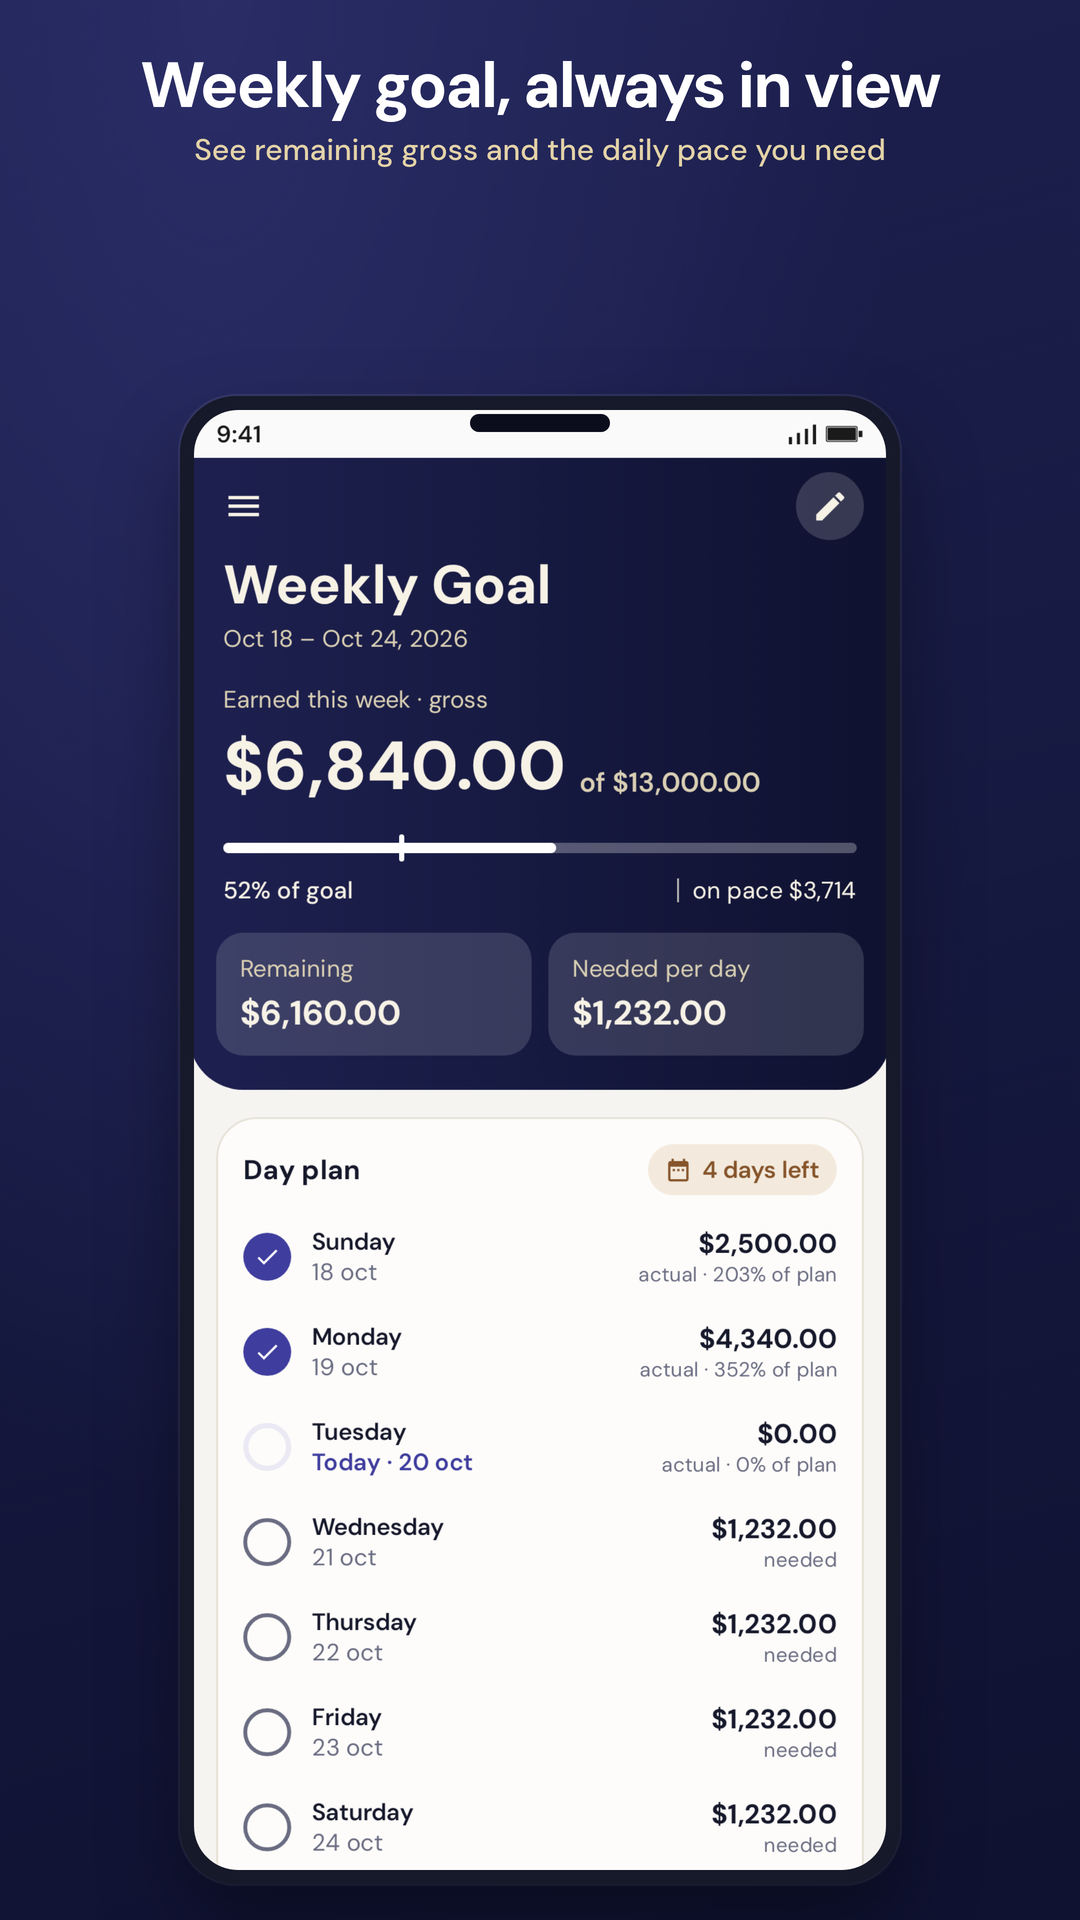 Weekly goal, always in view
See remaining gross and the daily pace you need
9:41
Weekly Goal
Oct 18 – Oct 24, 2026
Earned this week · gross
$6,840.00 of $13,000.00
52% of goal
| on pace $3,714
Remaining
$6,160.00
Needed per day
$1,232.00
Day plan
4 days left
Sunday
18 oct
$2,500.00
actual · 203% of plan
Monday
19 oct
$4,340.00
actual · 352% of plan
Tuesday
Today · 20 oct
$0.00
actual · 0% of plan
Wednesday
21 oct
$1,232.00
needed
Thursday
22 oct
$1,232.00
needed
Friday
23 oct
$1,232.00
needed
Saturday
24 oct
$1,232.00
needed